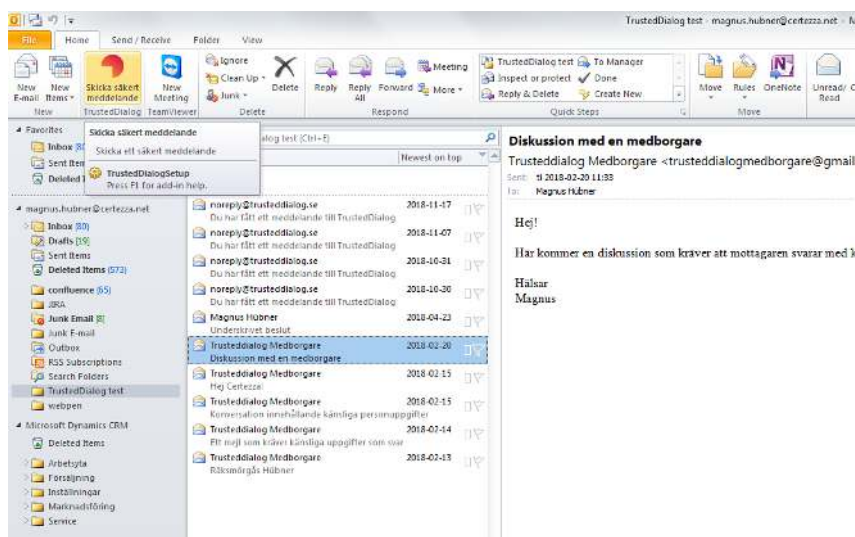 TrustedDialog test - magnus.hubner@certezza.net -
File Home Send / Receive Folder View
New E-mail
New Items
Skicka säkert meddelande
New Meeting
Ignore
Clean Up
Junk
Delete
Reply
Reply All
Forward
Meeting
More
TrustedDialog test
Inspect or protect
Reply & Delete
To Manager
Done
Create New
Move
Rules
OneNote
Unread/ Read
New TrustedDialog TeamViewer Delete Respond Quick Steps Move
Skicka säkert meddelande
Skicka ett säkert meddelande
TrustedDialogSetup
Press F1 for add-in help.
Favorites
Inbox (80)
Sent Items
Deleted
magnus.hubner@certezza.net
Inbox (80)
Drafts [19]
Sent Items
Deleted Items (572)
confluence (65)
JIRA
Junk Email [8]
Junk E-mail
Outbox
RSS Subscriptions
Search Folders
TrustedDialog test
webpen
Microsoft Dynamics CRM
Deleted Items
Arbetsyta
Försäljning
Inställningar
Marknadsföring
Service
alog test (Ctrl+E)
Newest on top
noreply@trusteddialog.se 2018-11-17
Du har fått ett meddelande till TrustedDialog
noreply@trusteddialog.se 2018-11-07
Du har fått ett meddelande till TrustedDialog
noreply@trusteddialog.se 2018-10-31
Du har fått ett meddelande till TrustedDialog
noreply@trusteddialog.se 2018-10-30
Du har fått ett meddelande till TrustedDialog
Magnus Hübner 2018-04-23
Underskrivet beslut
Trusteddialog Medborgare 2018-02-20
Diskussion med en medborgare
Trusteddialog Medborgare 2018-02-15
Hej Certezza!
Trusteddialog Medborgare 2018-02-15
Konversation innehållande känsliga personuppgifter
Trusteddialog Medborgare 2018-02-14
Ett mejl som kräver känsliga uppgifter som svar
Trusteddialog Medborgare 2018-02-13
Räksmörgås Hübner
Diskussion med en medborgare
Trusteddialog Medborgare <trusteddialogmedborgare@gmail
Sent: ti 2018-02-20 11:33
To: Magnus Hübner
Hej!
Här kommer en diskussion som kräver att mottagaren svarar med
Hälsar
Magnus